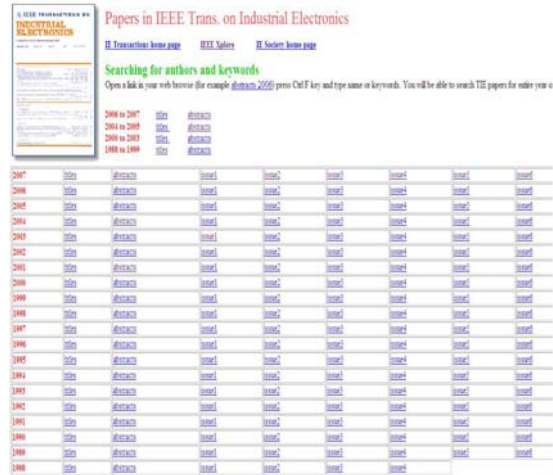 IEEE TRANSACTIONS ON
INDUSTRIAL
ELECTRONICS
Papers in IEEE Trans. on Industrial Electronics
IE Transactions home page IEEE Xplore IE Society home page
Searching for authors and keywords
Open a link in your web browse (for example abstracts 2006) press Ctrl F key and type name or keywords. You will be able to search TIE papers for entire year o
2006 to 2007 titles abstracts
2004 to 2005 titles abstracts
2000 to 2003 titles abstracts
1988 to 1999 titles abstracts
2007 titles abstracts issue1 issue2 issue3 issue4 issue5 issue6
2006 titles abstracts issue1 issue2 issue3 issue4 issue5 issue6
2005 titles abstracts issue1 issue2 issue3 issue4 issue5 issue6
2004 titles abstracts issue1 issue2 issue3 issue4 issue5 issue6
2003 titles abstracts issue1 issue2 issue3 issue4 issue5 issue6
2002 titles abstracts issue1 issue2 issue3 issue4 issue5 issue6
2001 titles abstracts issue1 issue2 issue3 issue4 issue5 issue6
2000 titles abstracts issue1 issue2 issue3 issue4 issue5 issue6
1999 titles abstracts issue1 issue2 issue3 issue4 issue5 issue6
1998 titles abstracts issue1 issue2 issue3 issue4 issue5 issue6
1997 titles abstracts issue1 issue2 issue3 issue4 issue5 issue6
1996 titles abstracts issue1 issue2 issue3 issue4 issue5 issue6
1995 titles abstracts issue1 issue2 issue3 issue4 issue5 issue6
1994 titles abstracts issue1 issue2 issue3 issue4 issue5 issue6
1993 titles abstracts issue1 issue2 issue3 issue4 issue5 issue6
1992 titles abstracts issue1 issue2 issue3 issue4 issue5 issue6
1991 titles abstracts issue1 issue2 issue3 issue4 issue5 issue6
1990 titles abstracts issue1 issue2 issue3 issue4 issue5 issue6
1989 titles abstracts issue1 issue2 issue3 issue4 issue5 issue6
1988 titles abstracts issue1 issue2 issue3 issue4